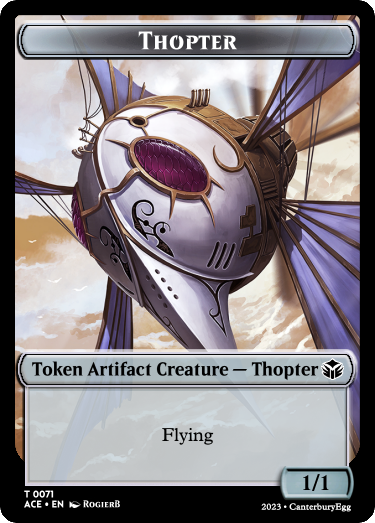 Thopter
Token Artifact Creature — Thopter
Flying
1/1
T 0071
ACE • EN RogierB
2023 • CanterburyEgg